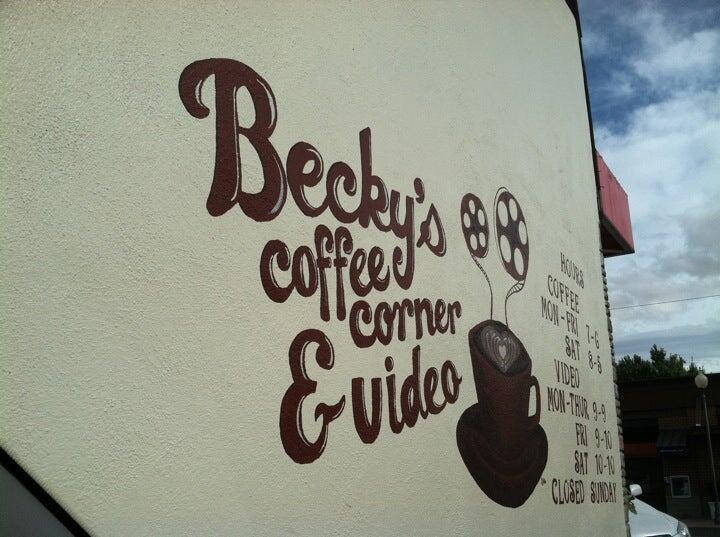 Becky's
coffee
corner
& video
HOURS
COFFEE
MON-FRI 7-6
SAT 8-5
VIDEO
MON-THUR 9-9
FRI 9-10
SAT 10-10
CLOSED SUNDAY